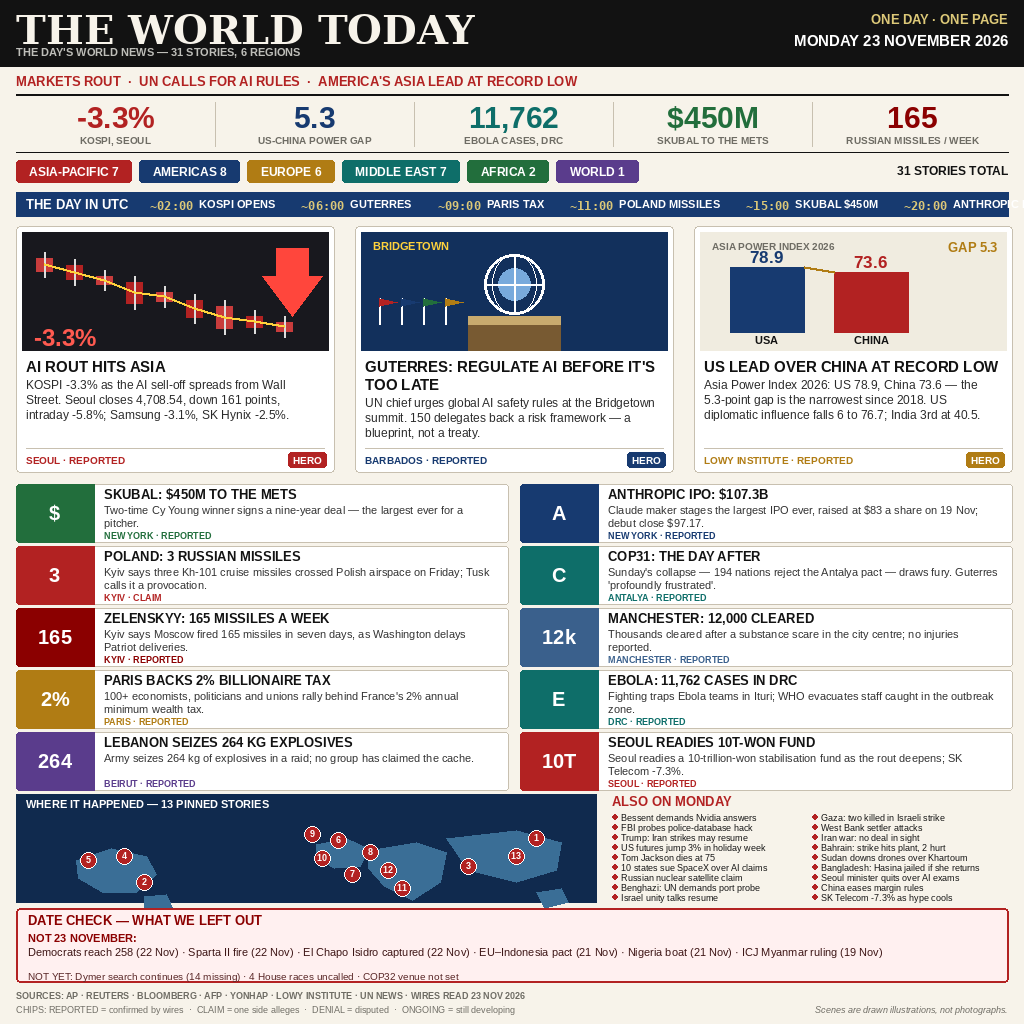 THE WORLD TODAY
THE DAY'S WORLD NEWS — 31 STORIES, 6 REGIONS
ONE DAY · ONE PAGE
MONDAY 23 NOVEMBER 2026
MARKETS ROUT · UN CALLS FOR AI RULES · AMERICA'S ASIA LEAD AT RECORD LOW
-3.3%
KOSPI, SEOUL
5.3
US-CHINA POWER GAP
11,762
EBOLA CASES, DRC
$450M
SKUBAL TO THE METS
165
RUSSIAN MISSILES / WEEK
ASIA-PACIFIC 7
AMERICAS 8
EUROPE 6
MIDDLE EAST 7
AFRICA 2
WORLD 1
31 STORIES TOTAL
THE DAY IN UTC ~02:00 KOSPI OPENS ~06:00 GUTERRES ~09:00 PARIS TAX ~11:00 POLAND MISSILES ~15:00 SKUBAL $450M ~20:00 ANTHROPIC
-3.3%
AI ROUT HITS ASIA
KOSPI -3.3% as the AI sell-off spreads from Wall
Street. Seoul closes 4,708.54, down 161 points,
intraday -5.8%; Samsung -3.1%, SK Hynix -2.5%.
SEOUL · REPORTED
HERO
BRIDGETOWN
GUTERRES: REGULATE AI BEFORE IT'S
TOO LATE
UN chief urges global AI safety rules at the Bridgetown
summit. 150 delegates back a risk framework — a
blueprint, not a treaty.
BARBADOS · REPORTED
HERO
ASIA POWER INDEX 2026
GAP 5.3
78.9
73.6
USA
CHINA
US LEAD OVER CHINA AT RECORD LOW
Asia Power Index 2026: US 78.9, China 73.6 — the
5.3-point gap is the narrowest since 2018. US
diplomatic influence falls 6 to 76.7; India 3rd at 40.5.
LOWY INSTITUTE · REPORTED
HERO
$
SKUBAL: $450M TO THE METS
Two-time Cy Young winner signs a nine-year deal — the largest ever for a
pitcher.
NEW YORK · REPORTED
A
ANTHROPIC IPO: $107.3B
Claude maker stages the largest IPO ever, raised at $83 a share on 19 Nov;
debut close $97.17.
NEW YORK · REPORTED
3
POLAND: 3 RUSSIAN MISSILES
Kyiv says three Kh-101 cruise missiles crossed Polish airspace on Friday; Tusk
calls it a provocation.
KYIV · CLAIM
C
COP31: THE DAY AFTER
Sunday's collapse — 194 nations reject the Antalya pact — draws fury. Guterres
'profoundly frustrated'.
ANTALYA · REPORTED
165
ZELENSKYY: 165 MISSILES A WEEK
Kyiv says Moscow fired 165 missiles in seven days, as Washington delays
Patriot deliveries.
KYIV · REPORTED
12k
MANCHESTER: 12,000 CLEARED
Thousands cleared after a substance scare in the city centre; no injuries
reported.
MANCHESTER · REPORTED
2%
PARIS BACKS 2% BILLIONAIRE TAX
100+ economists, politicians and unions rally behind France's 2% annual
minimum wealth tax.
PARIS · REPORTED
E
EBOLA: 11,762 CASES IN DRC
Fighting traps Ebola teams in Ituri; WHO evacuates staff caught in the outbreak
zone.
DRC · REPORTED
264
LEBANON SEIZES 264 KG EXPLOSIVES
Army seizes 264 kg of explosives in a raid; no group has claimed the cache.
BEIRUT · REPORTED
10T
SEOUL READIES 10T-WON FUND
Seoul readies a 10-trillion-won stabilisation fund as the rout deepens; SK
Telecom -7.3%.
SEOUL · REPORTED
WHERE IT HAPPENED — 13 PINNED STORIES
5
4
2
9
6
10
7
8
12
11
3
13
1
ALSO ON MONDAY
Bessent demands Nvidia answers
FBI probes police-database hack
Trump: Iran strikes may resume
US futures jump 3% in holiday week
Tom Jackson dies at 75
10 states sue SpaceX over AI claims
Russian nuclear satellite claim
Benghazi: UN demands port probe
Israel unity talks resume
Gaza: two killed in Israeli strike
West Bank settler attacks
Iran war: no deal in sight
Bahrain: strike hits plant, 2 hurt
Sudan downs drones over Khartoum
Bangladesh: Hasina jailed if she returns
Seoul minister quits over AI exams
China eases margin rules
SK Telecom -7.3% as hype cools
DATE CHECK — WHAT WE LEFT OUT
NOT 23 NOVEMBER:
Democrats reach 258 (22 Nov) · Sparta II fire (22 Nov) · El Chapo Isidro captured (22 Nov) · EU–Indonesia pact (21 Nov) · Nigeria boat (21 Nov) · ICJ Myanmar ruling (19 Nov)
NOT YET: Dymer search continues (14 missing) · 4 House races uncalled · COP32 venue not set
SOURCES: AP · REUTERS · BLOOMBERG · AFP · YONHAP · LOWY INSTITUTE · UN NEWS · WIRES READ 23 NOV 2026
CHIPS: REPORTED = confirmed by wires · CLAIM = one side alleges · DENIAL = disputed · ONGOING = still developing
Scenes are drawn illustrations, not photographs.